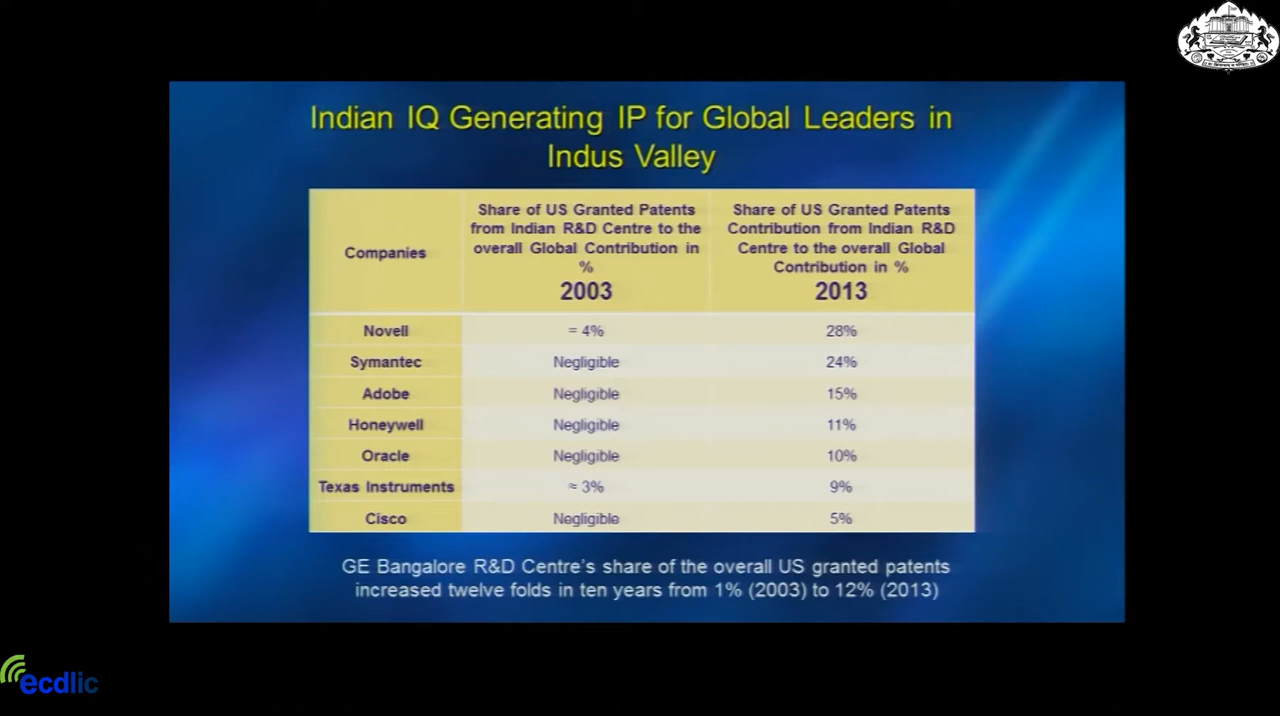 Indian IQ Generating IP for Global Leaders in
Indus Valley
Companies
Share of US Granted Patents
from Indian R&D Centre to the
overall Global Contribution in
%
2003
Share of US Granted Patents
Contribution from Indian R&D
Centre to the overall Global
Contribution in %
2013
Novell = 4% 28%
Symantec Negligible 24%
Adobe Negligible 15%
Honeywell Negligible 11%
Oracle Negligible 10%
Texas Instruments ≈ 3% 9%
Cisco Negligible 5%
GE Bangalore R&D Centre's share of the overall US granted patents
increased twelve folds in ten years from 1% (2003) to 12% (2013)
ecdlic